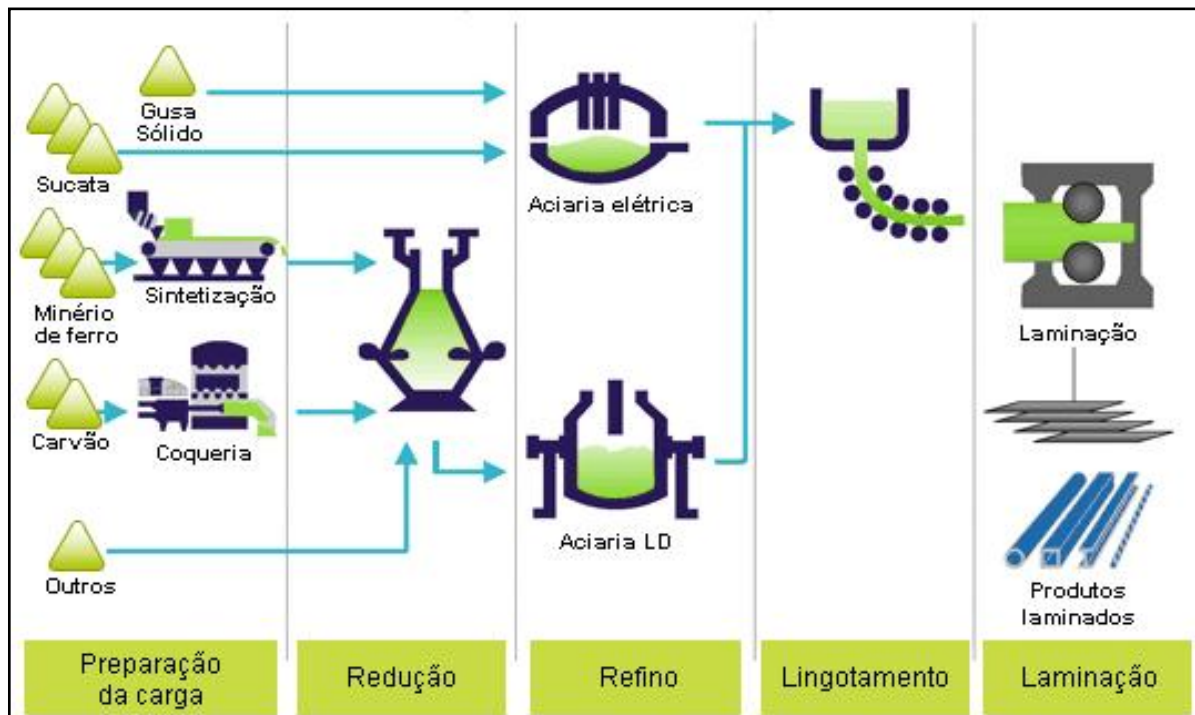 Gusa
Sólido
Sucata
Aciaria elétrica
Sintetização
Minério
de ferro
Laminação
Carvão
Coqueria
Aciaria LD
Outros
Produtos
laminados
Preparação
da carga
Redução
Refino
Lingotamento
Laminação